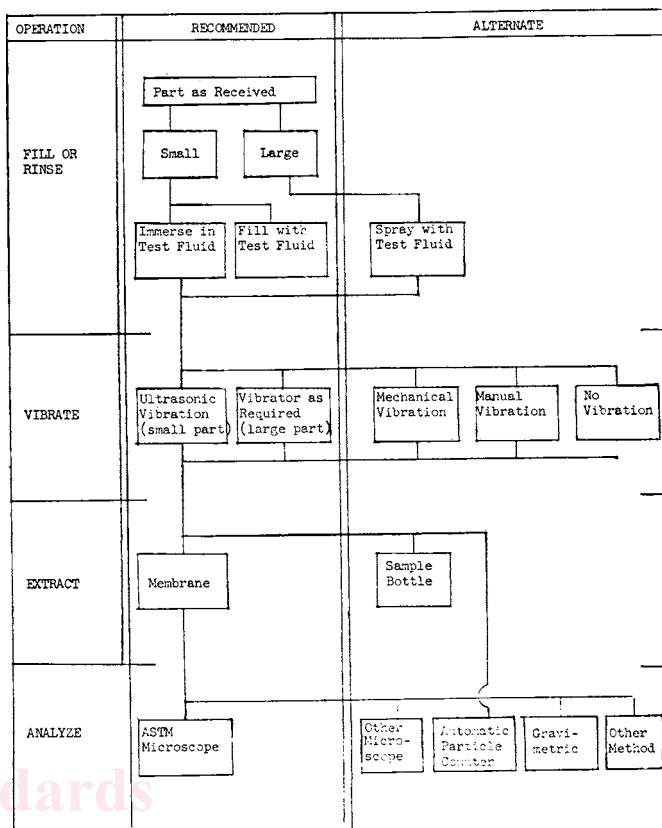 OPERATION RECOMMENDED ALTERNATE
FILL OR
RINSE
Part as Received
Small
Large
Immerse in
Test Fluid
Fill with
Test Fluid
Spray with
Test Fluid
VIBRATE
Ultrasonic
Vibration
(small part)
Vibrator as
Required
(large part)
Mechanical
Vibration
Manual
Vibration
No
Vibration
EXTRACT
Membrane
Sample
Bottle
ANALYZE
ASTM
Microscope
Other
Micro-
scope
Automatic
Particle
Counter
Gravi-
metric
Other
Method
dards